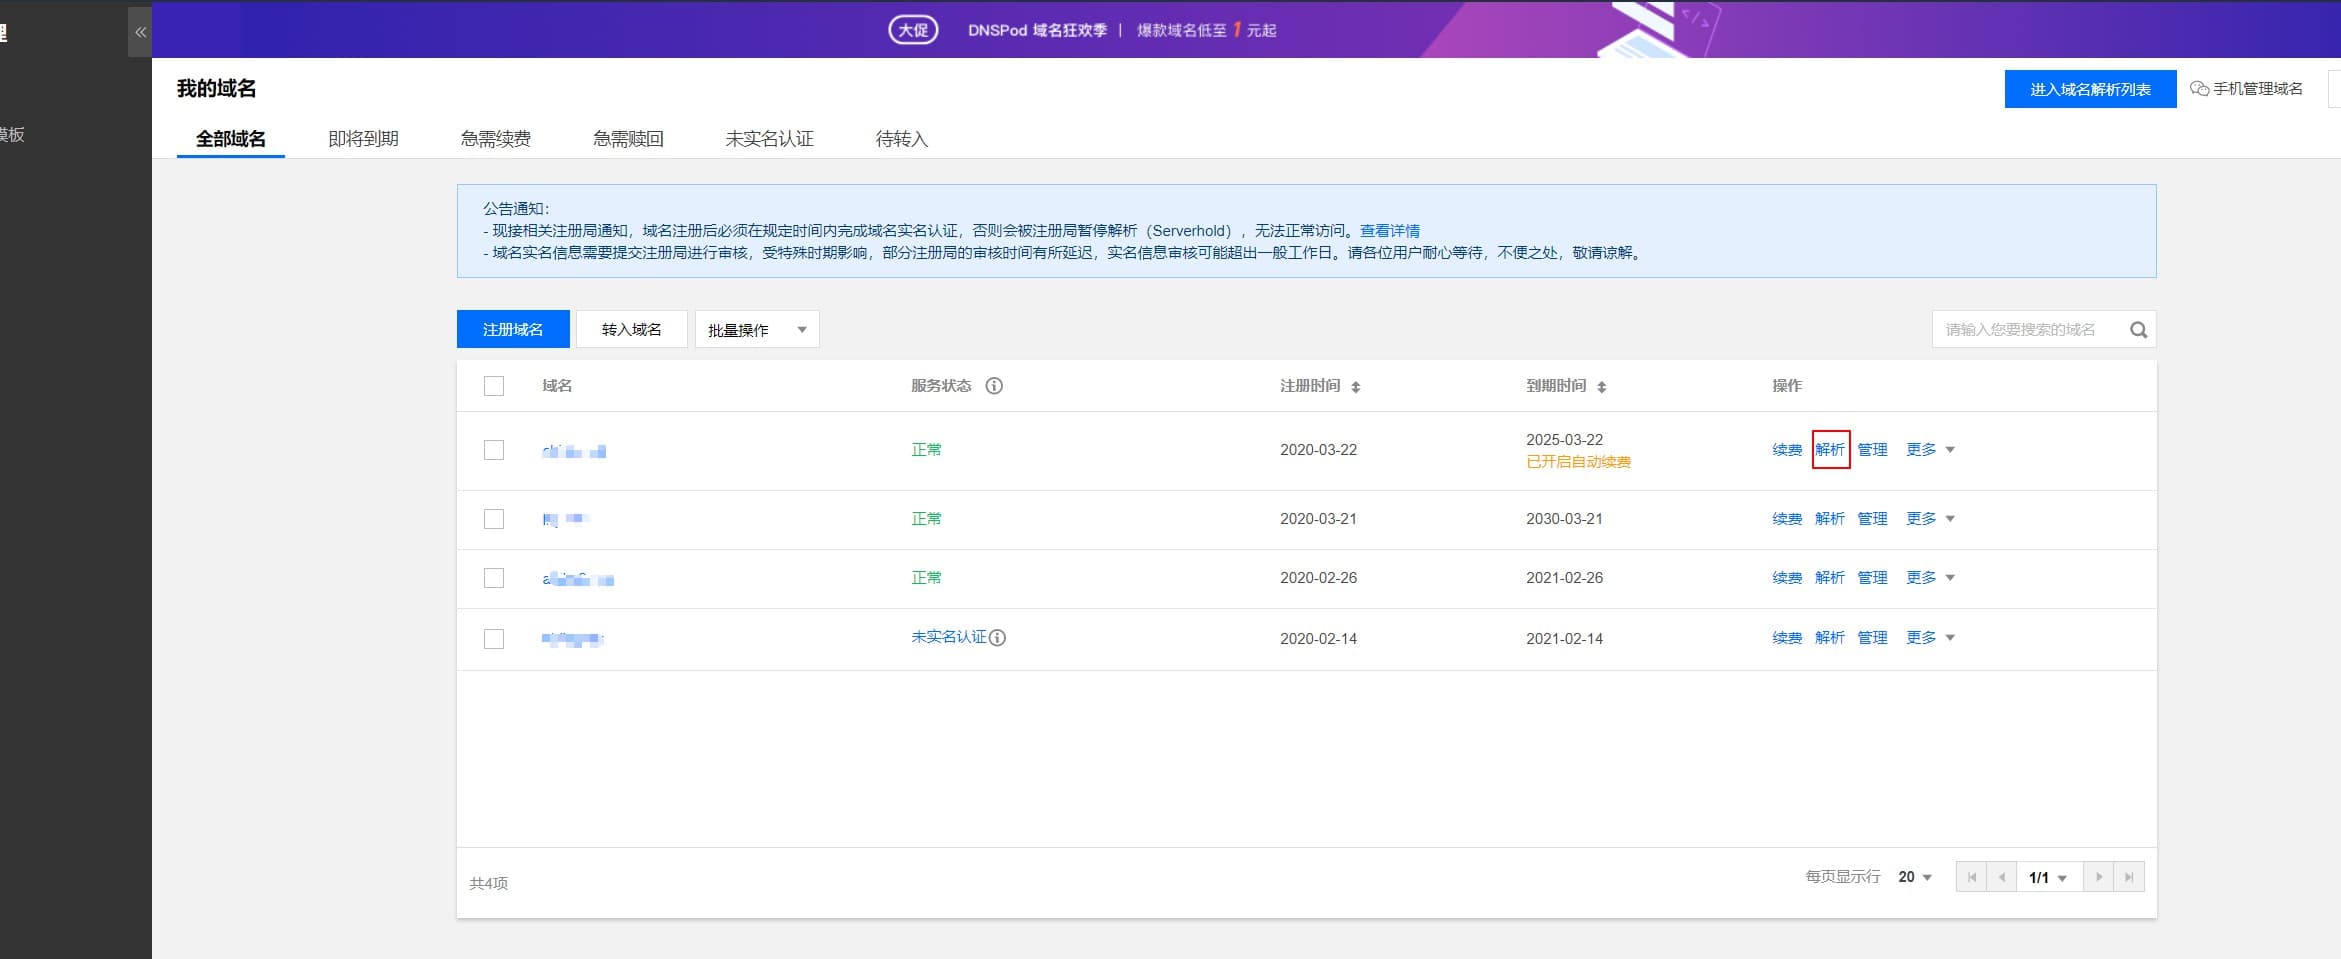 大促 DNSPod 域名狂欢季 | 爆款域名低至 1 元起
理
«
我的域名
进入域名解析列表 手机管理域名
模板
全部域名 即将到期 急需续费 急需赎回 未实名认证 待转入
公告通知：
- 现接相关注册局通知，域名注册后必须在规定时间内完成域名实名认证，否则会被注册局暂停解析（Serverhold），无法正常访问。查看详情
- 域名实名信息需要提交注册局进行审核，受特殊时期影响，部分注册局的审核时间有所延迟，实名信息审核可能超出一般工作日。请各位用户耐心等待，不便之处，敬请谅解。
注册域名 转入域名 批量操作 请输入您要搜索的域名
域名 服务状态 注册时间 到期时间 操作
正常 2020-03-22 2025-03-22 续费 解析 管理 更多
已开启自动续费
正常 2020-03-21 2030-03-21 续费 解析 管理 更多
正常 2020-02-26 2021-02-26 续费 解析 管理 更多
未实名认证 2020-02-14 2021-02-14 续费 解析 管理 更多
共4项 每页显示行 20 1/1